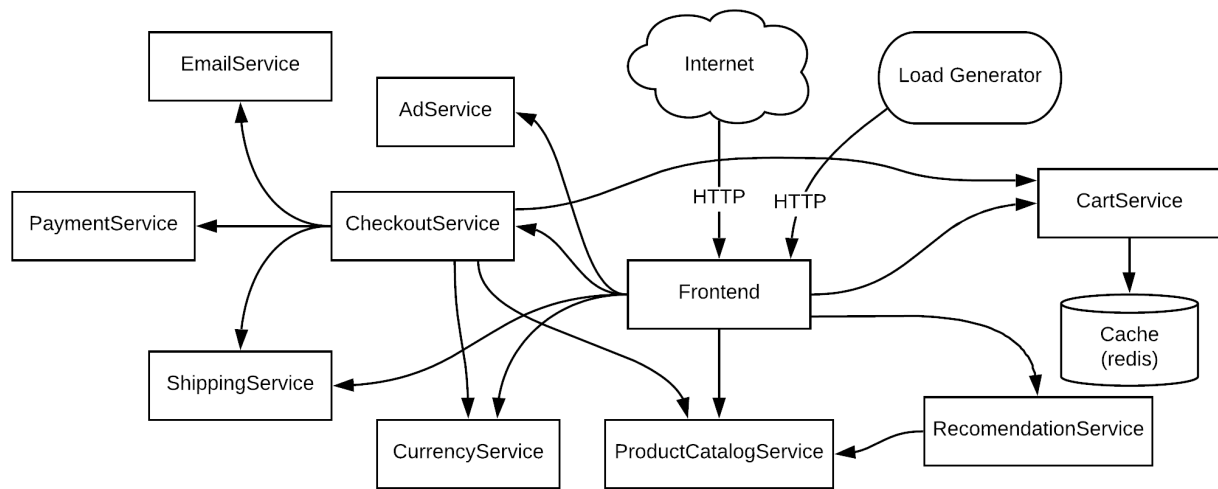 EmailService
Internet
Load Generator
AdService
HTTP
HTTP
PaymentService
CheckoutService
CartService
Frontend
Cache
(redis)
ShippingService
CurrencyService
ProductCatalogService
RecomendationService